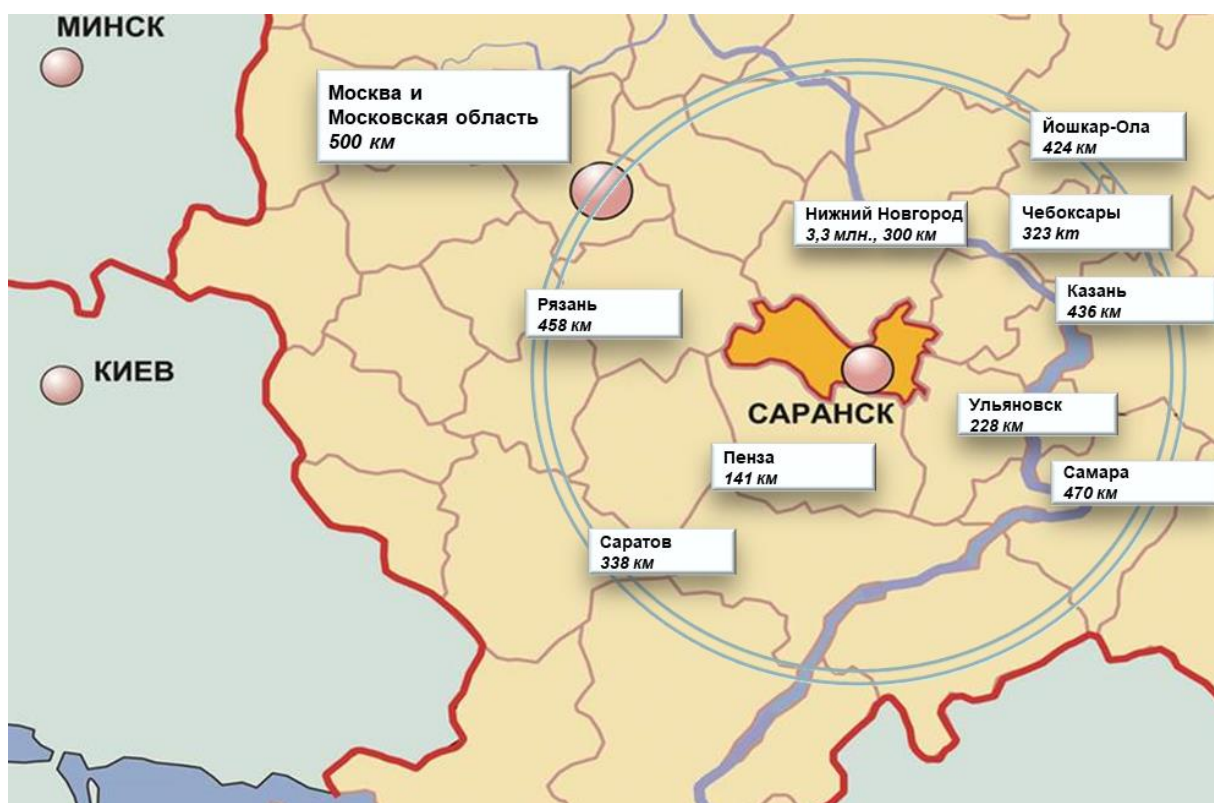 МИНСК
Москва и
Московская область
500 км
Йошкар-Ола
424 км
Нижний Новгород
3,3 млн., 300 км
Чебоксары
323 km
Рязань
458 км
Казань
436 км
КИЕВ
САРАНСК
Ульяновск
228 км
Пенза
141 км
Самара
470 км
Саратов
338 км